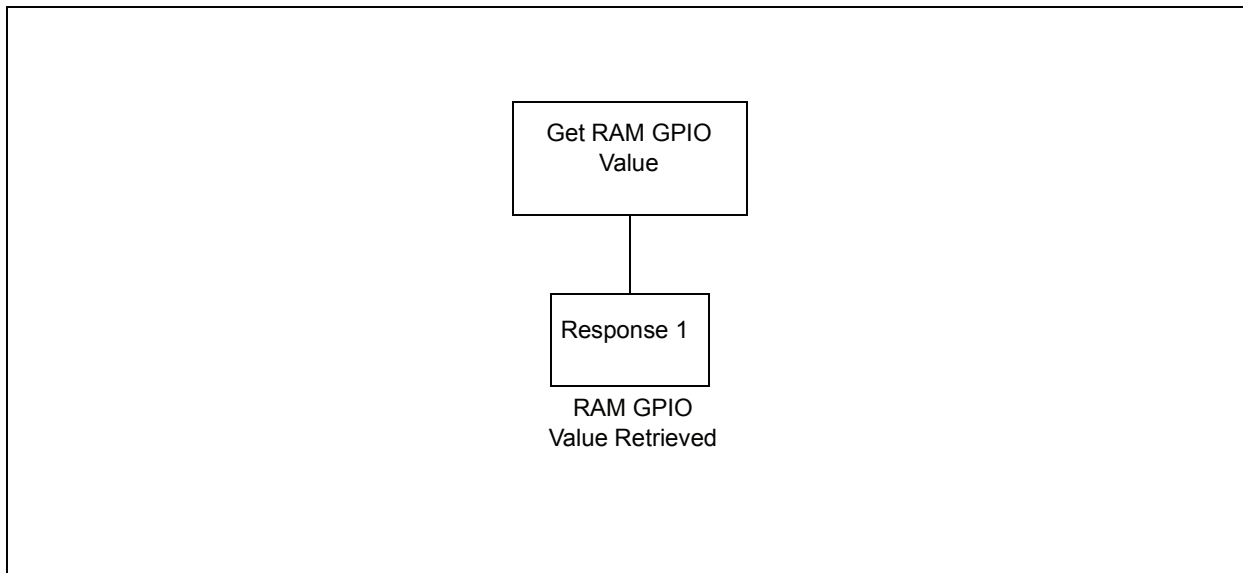 Get RAM GPIO
Value
Response 1
RAM GPIO
Value Retrieved